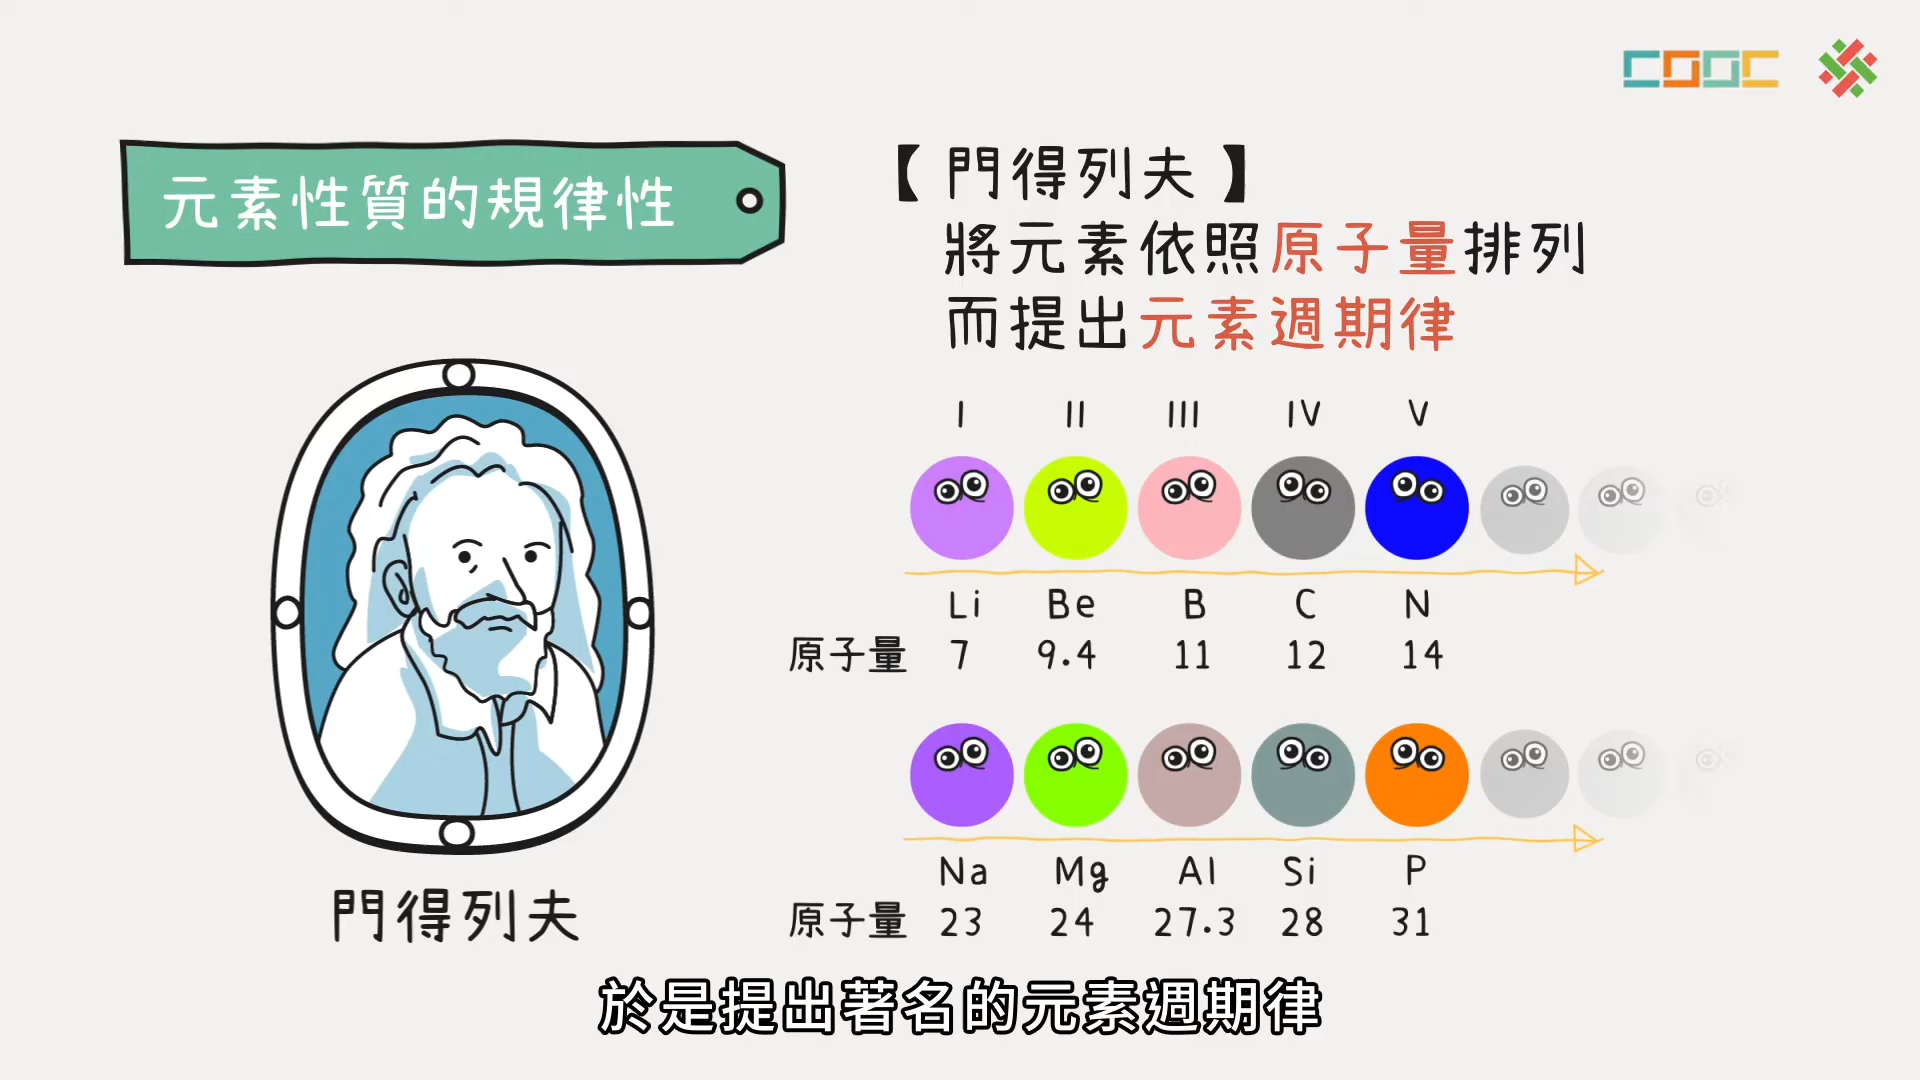 COOC
元素性質的規律性
【門得列夫】
將元素依照原子量排列
而提出元素週期律
I II III IV V
Li Be B C N
原子量 7 9.4 11 12 14
Na Mg Al Si P
原子量 23 24 27.3 28 31
門得列夫
於是提出著名的元素週期律